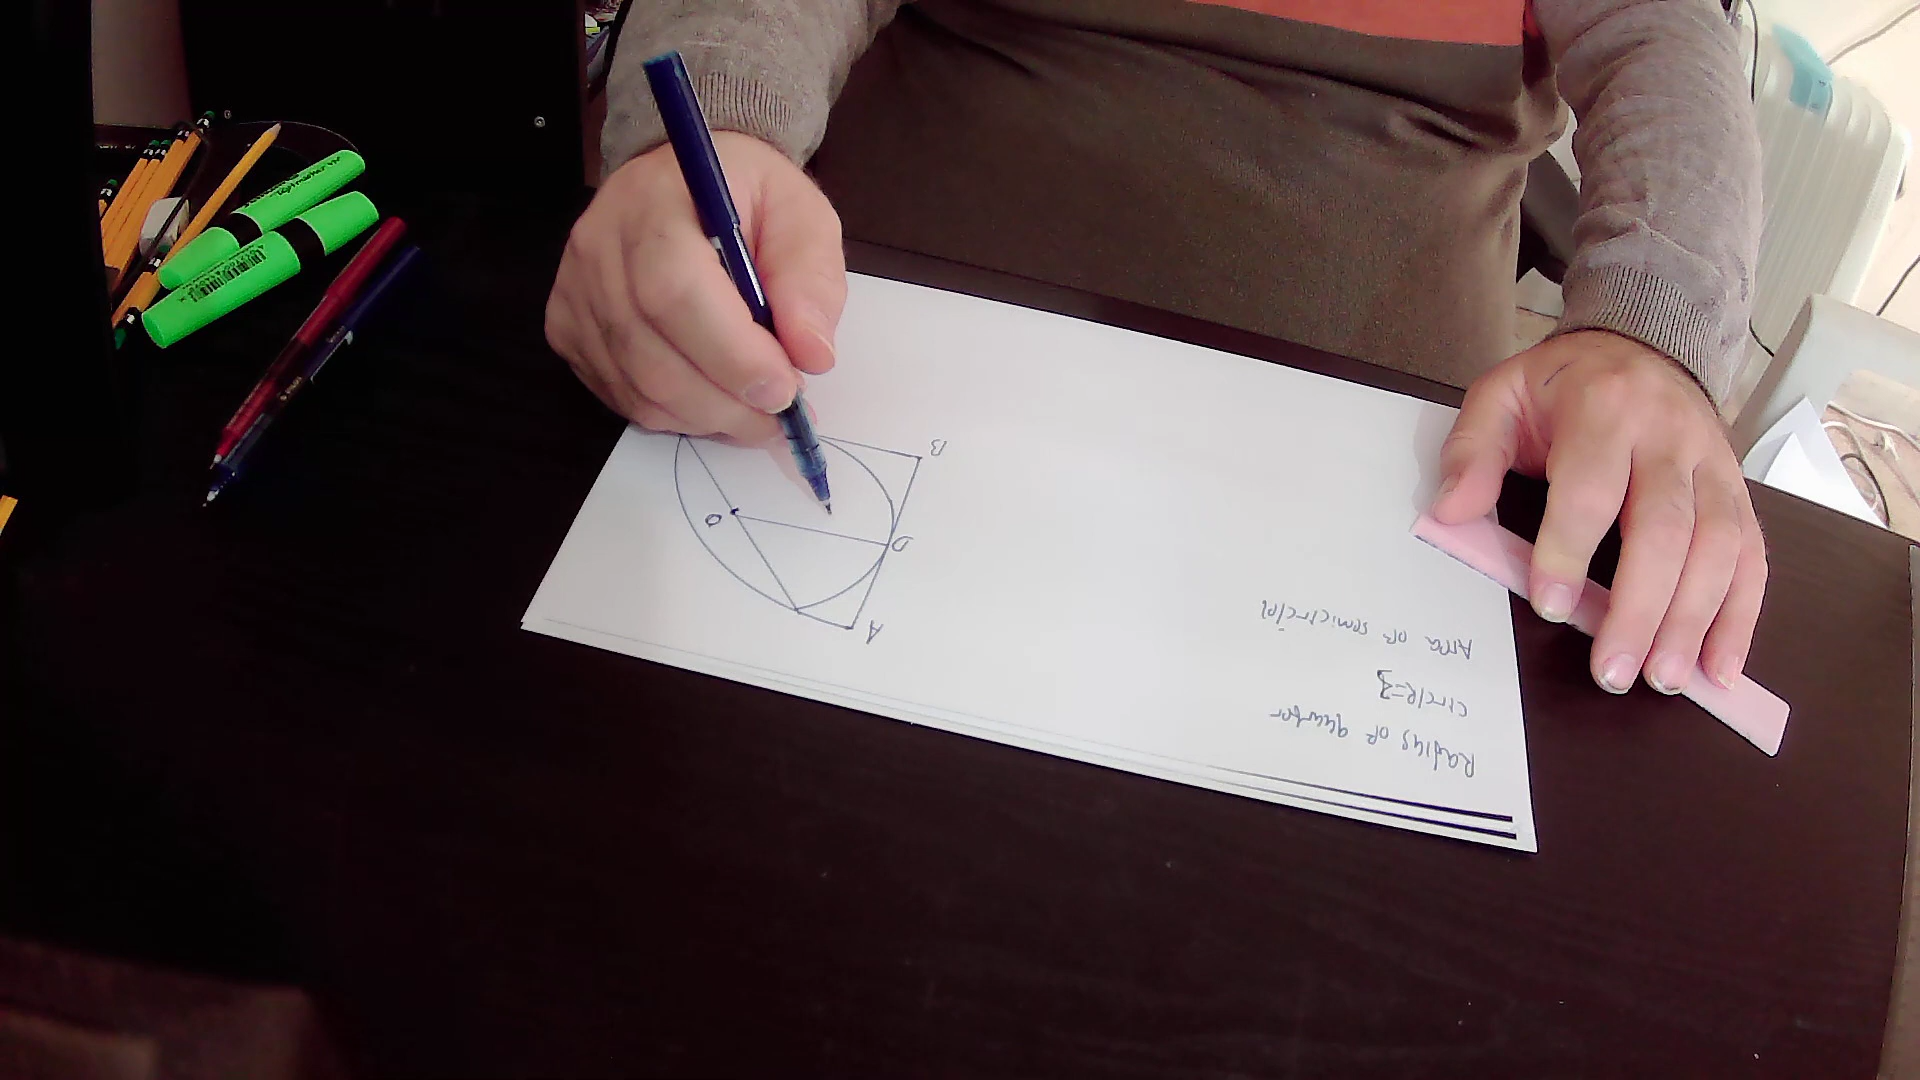 Radius of quarter
circle=3
Area of semicircle
A
D
B
O